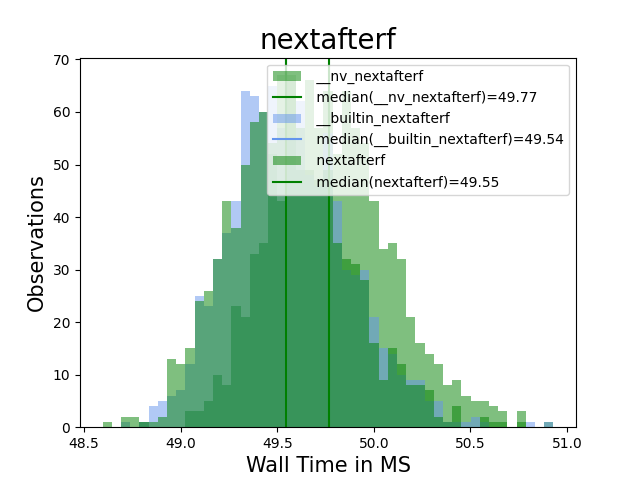 nextafterf
70
60
50
40
30
20
10
0
Observations
__nv_nextafterf
median(__nv_nextafterf)=49.77
__builtin_nextafterf
median(__builtin_nextafterf)=49.54
nextafterf
median(nextafterf)=49.55
48.5 49.0 49.5 50.0 50.5 51.0
Wall Time in MS